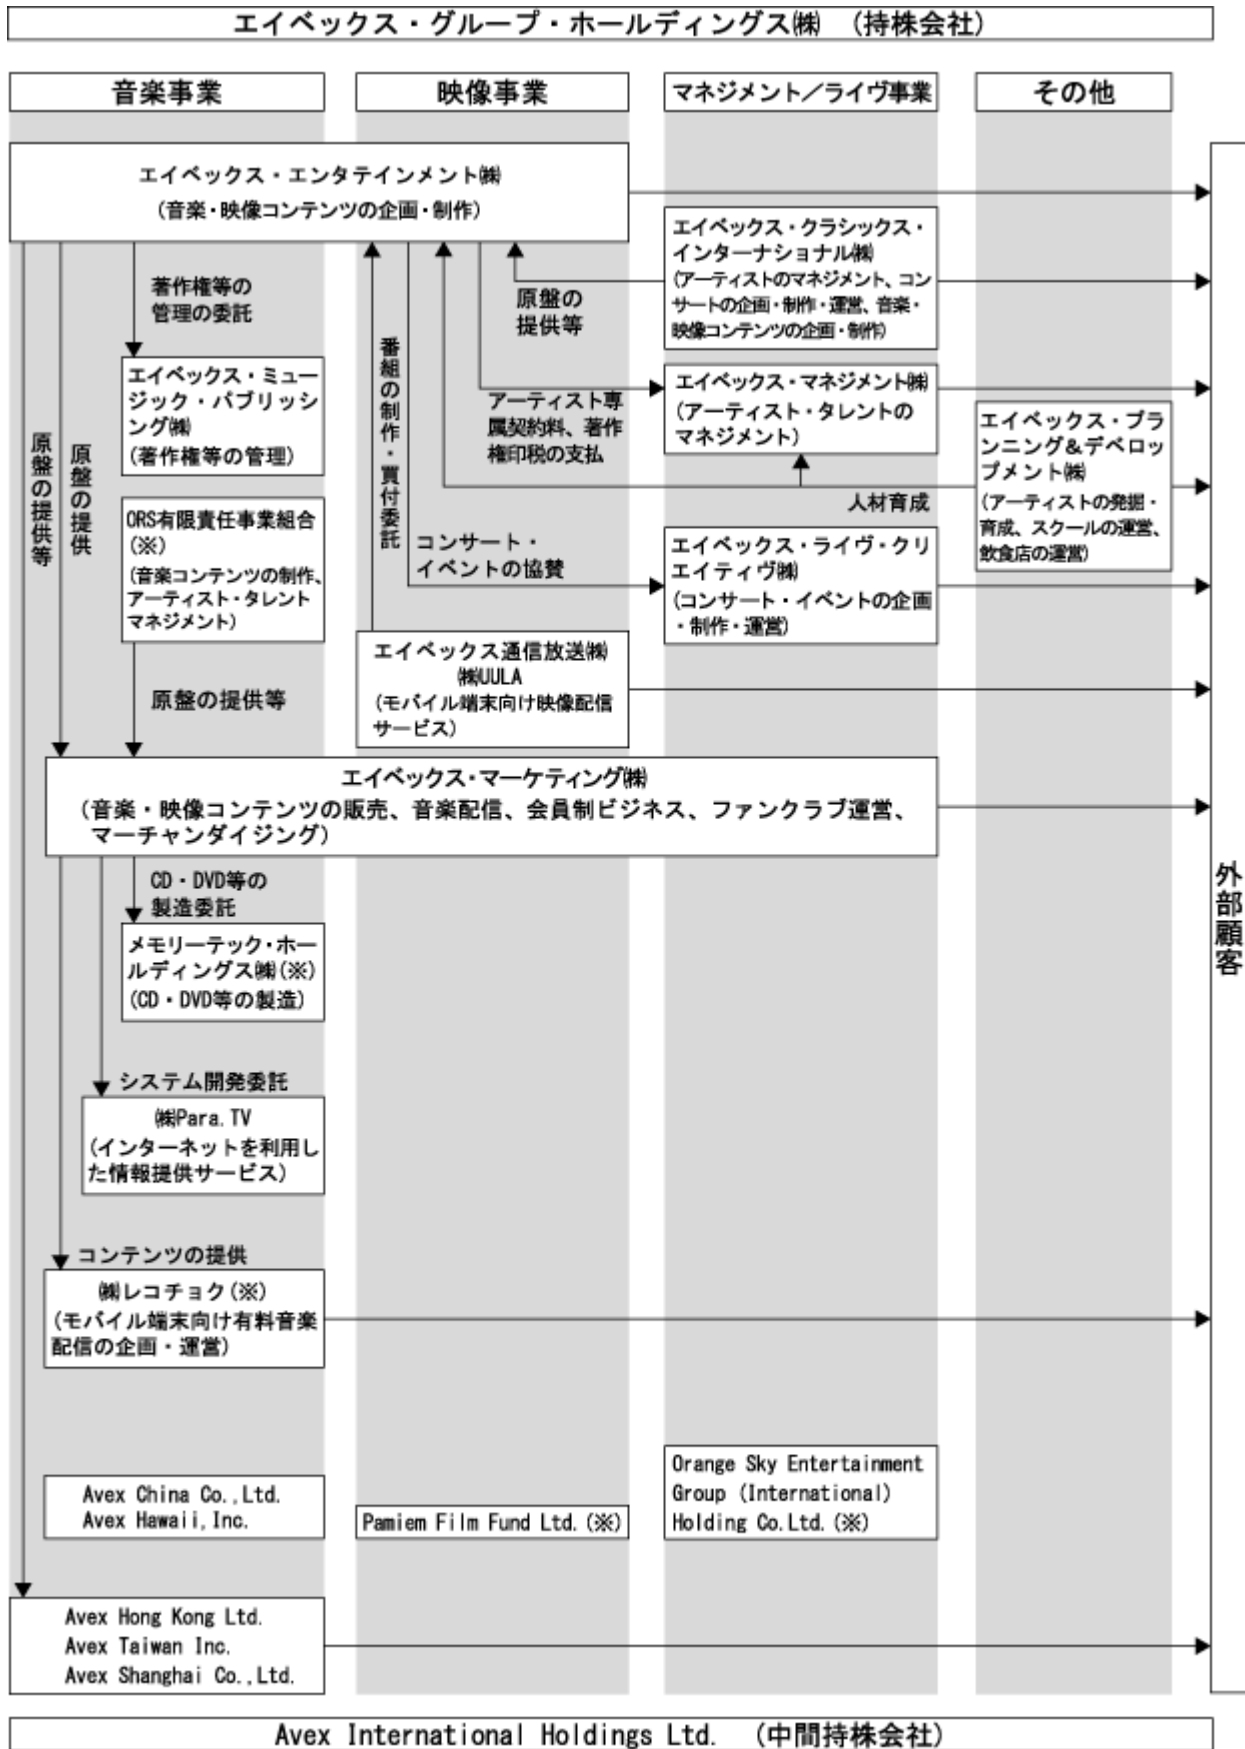 エイベックス・グループ・ホールディングス㈱　（持株会社）
音楽事業
映像事業
マネジメント／ライヴ事業
その他
エイベックス・エンタテインメント㈱
（音楽・映像コンテンツの企画・制作）
エイベックス・クラシックス・
インターナショナル㈱
（アーティストのマネジメント、コン
サートの企画・制作・運営、音楽・
映像コンテンツの企画・制作）
著作権等の
管理の委託
原盤の
提供等
番組の制作・買付委託
エイベックス・ミュー
ジック・パブリッシ
ング㈱
（著作権等の管理）
アーティスト専
属契約料、著作
権印税の支払
エイベックス・マネジメント㈱
（アーティスト・タレントの
マネジメント）
エイベックス・プラ
ンニング＆デベロッ
プメント㈱
（アーティストの発掘・
育成、スクールの運営、
飲食店の運営）
人材育成
原盤の提供等
原盤の提供
ORS有限責任事業組合
（※）
（音楽コンテンツの制作、
アーティスト・タレント
マネジメント）
コンサート・
イベントの協賛
エイベックス・ライヴ・クリ
エイティヴ㈱
（コンサート・イベントの企画
・制作・運営）
エイベックス通信放送㈱
㈱UULA
（モバイル端末向け映像配信
サービス）
原盤の提供等
エイベックス・マーケティング㈱
（音楽・映像コンテンツの販売、音楽配信、会員制ビジネス、ファンクラブ運営、
マーチャンダイジング）
CD・DVD等の
製造委託
外部顧客
メモリーテック・ホー
ルディングス㈱（※）
（CD・DVD等の製造）
システム開発委託
㈱Para.TV
（インターネットを利用し
た情報提供サービス）
コンテンツの提供
㈱レコチョク（※）
（モバイル端末向け有料音楽
配信の企画・運営）
Avex China Co.,Ltd.
Avex Hawaii,Inc.
Pamiem Film Fund Ltd.（※）
Orange Sky Entertainment
Group (International)
Holding Co.Ltd.（※）
Avex Hong Kong Ltd.
Avex Taiwan Inc.
Avex Shanghai Co.,Ltd.
Avex International Holdings Ltd.　（中間持株会社）